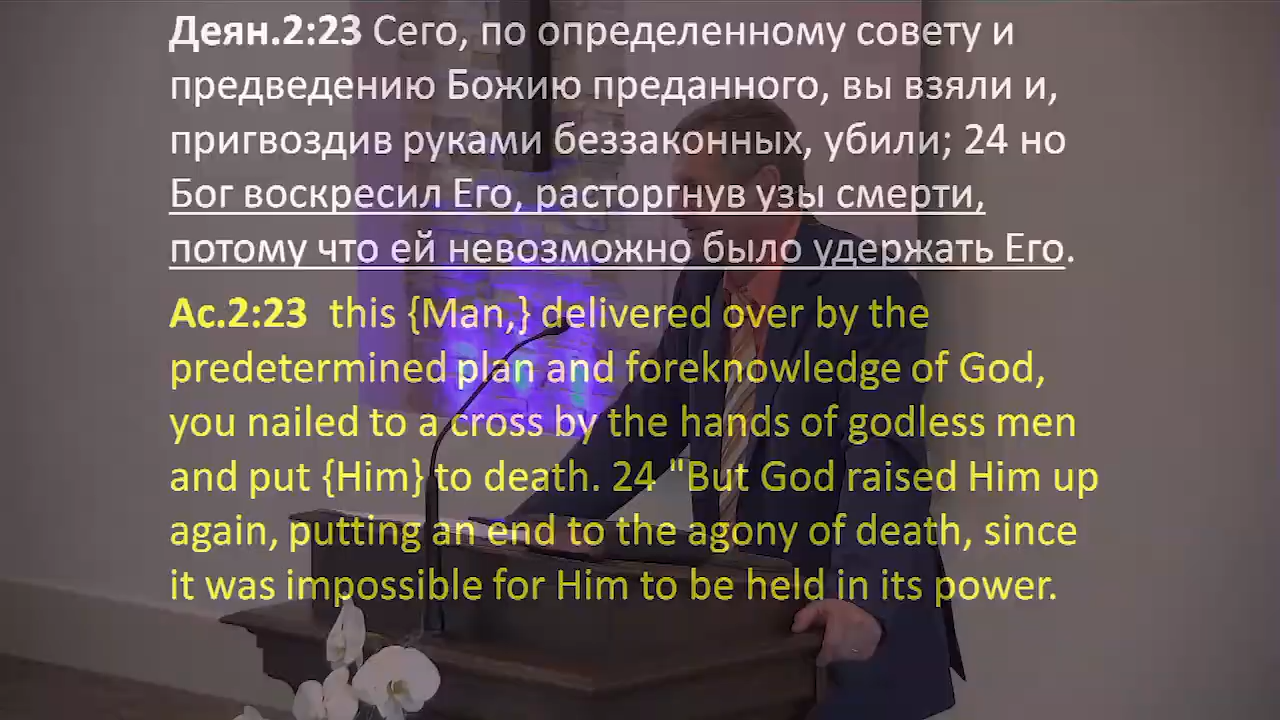 Деян.2:23 Сего, по определенному совету и
предведению Божию преданного, вы взяли и,
пригвоздив руками беззаконных, убили; 24 но
Бог воскресил Его, расторгнув узы смерти,
потому что ей невозможно было удержать Его.
Ac.2:23 this {Man,} delivered over by the
predetermined plan and foreknowledge of God,
you nailed to a cross by the hands of godless men
and put {Him} to death. 24 "But God raised Him up
again, putting an end to the agony of death, since
it was impossible for Him to be held in its power.